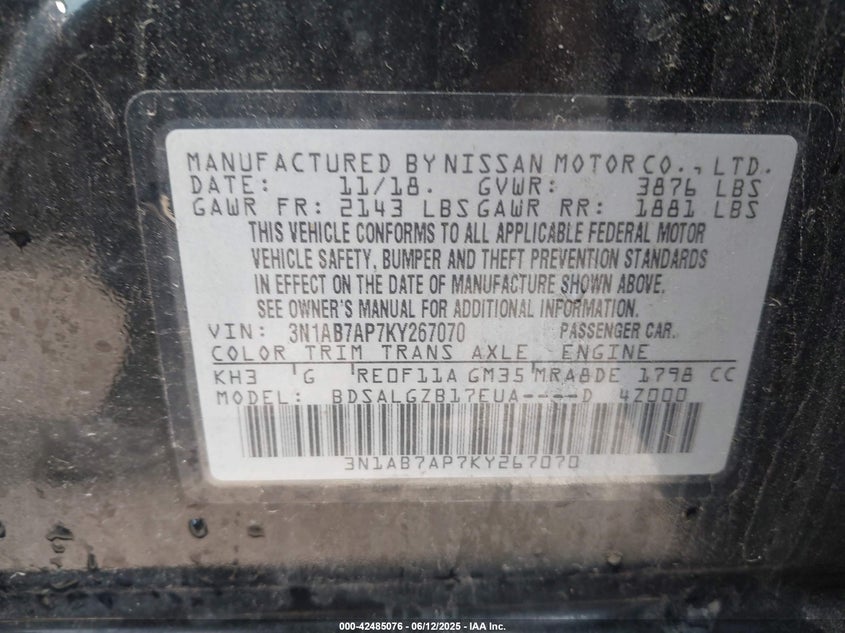 MANUFACTURED BY NISSAN MOTOR CO., LTD.
DATE: 11/18. GVWR: 3876 LBS
GAWR FR: 2143 LBS GAWR RR: 1881 LBS
THIS VEHICLE CONFORMS TO ALL APPLICABLE FEDERAL MOTOR
VEHICLE SAFETY, BUMPER AND THEFT PREVENTION STANDARDS
IN EFFECT ON THE DATE OF MANUFACTURE SHOWN ABOVE.
SEE OWNER'S MANUAL FOR ADDITIONAL INFORMATION.
VIN: 3N1AB7AP7KY267070 PASSENGER CAR.
COLOR TRIM TRANS AXLE ENGINE
KH3 G RE0F11A GM35 MRA8DE 1798 CC
MODEL: BDSALGZB17EUA----D 4Z000
3N1AB7AP7KY267070
000-42485076 - 06/12/2025 - IAA Inc.